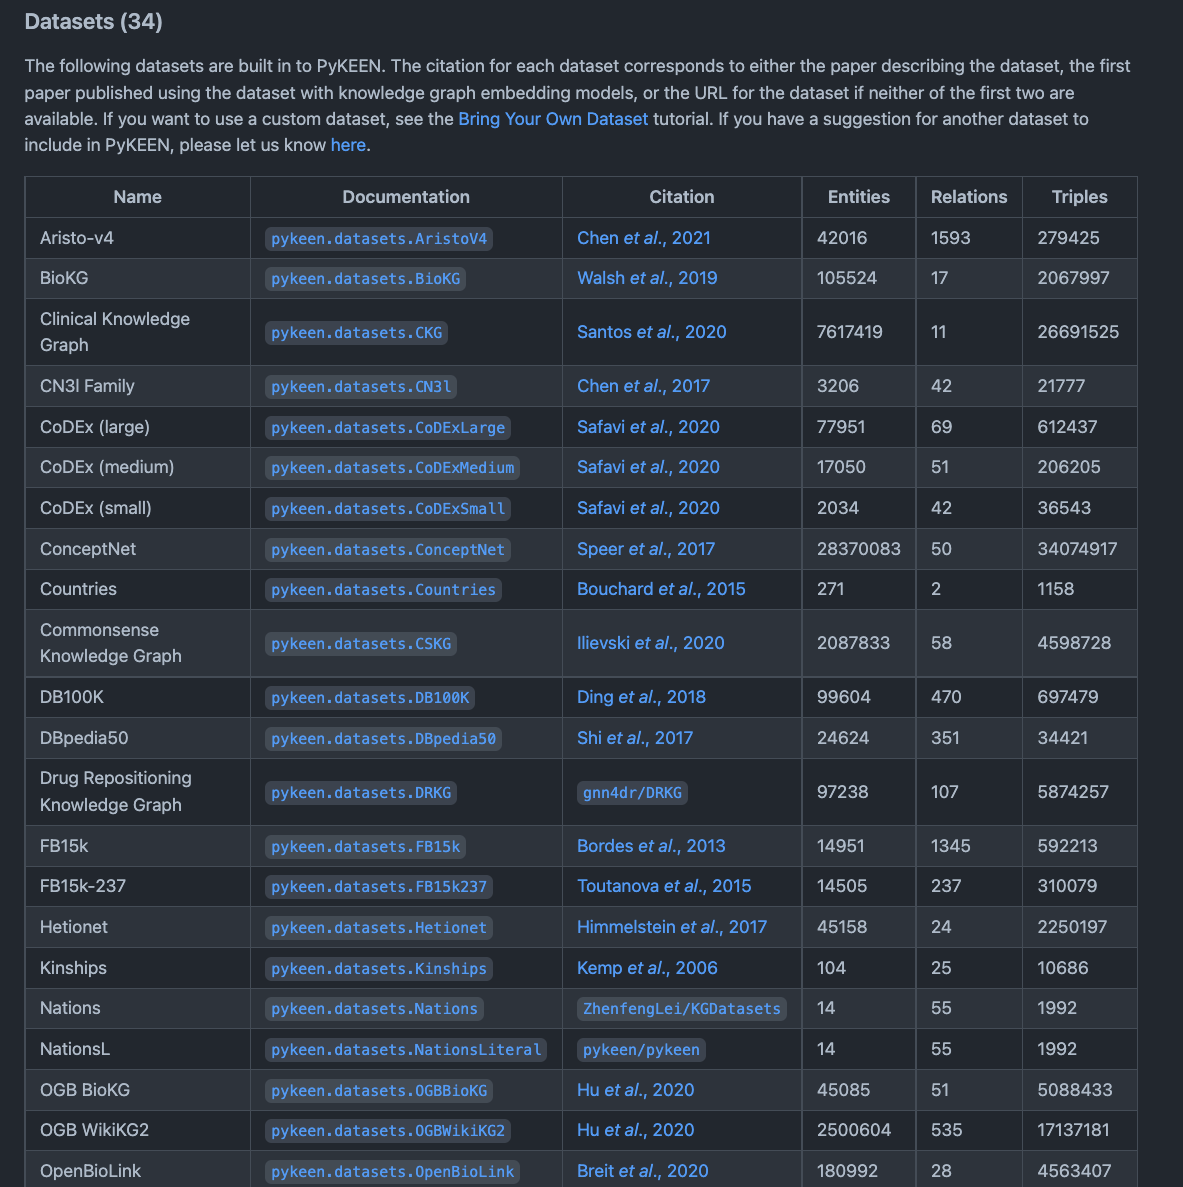 Datasets (34)
The following datasets are built in to PyKEEN. The citation for each dataset corresponds to either the paper describing the dataset, the first
paper published using the dataset with knowledge graph embedding models, or the URL for the dataset if neither of the first two are
available. If you want to use a custom dataset, see the Bring Your Own Dataset tutorial. If you have a suggestion for another dataset to
include in PyKEEN, please let us know here.
Name Documentation Citation Entities Relations Triples
Aristo-v4 pykeen.datasets.AristoV4 Chen et al., 2021 42016 1593 279425
BioKG pykeen.datasets.BioKG Walsh et al., 2019 105524 17 2067997
Clinical Knowledge
Graph pykeen.datasets.CKG Santos et al., 2020 7617419 11 26691525
CN3l Family pykeen.datasets.CN3l Chen et al., 2017 3206 42 21777
CoDEx (large) pykeen.datasets.CoDExLarge Safavi et al., 2020 77951 69 612437
CoDEx (medium) pykeen.datasets.CoDExMedium Safavi et al., 2020 17050 51 206205
CoDEx (small) pykeen.datasets.CoDExSmall Safavi et al., 2020 2034 42 36543
ConceptNet pykeen.datasets.ConceptNet Speer et al., 2017 28370083 50 34074917
Countries pykeen.datasets.Countries Bouchard et al., 2015 271 2 1158
Commonsense
Knowledge Graph pykeen.datasets.CSKG Ilievski et al., 2020 2087833 58 4598728
DB100K pykeen.datasets.DB100K Ding et al., 2018 99604 470 697479
DBpedia50 pykeen.datasets.DBpedia50 Shi et al., 2017 24624 351 34421
Drug Repositioning
Knowledge Graph pykeen.datasets.DRKG gnn4dr/DRKG 97238 107 5874257
FB15k pykeen.datasets.FB15k Bordes et al., 2013 14951 1345 592213
FB15k-237 pykeen.datasets.FB15k237 Toutanova et al., 2015 14505 237 310079
Hetionet pykeen.datasets.Hetionet Himmelstein et al., 2017 45158 24 2250197
Kinships pykeen.datasets.Kinships Kemp et al., 2006 104 25 10686
Nations pykeen.datasets.Nations ZhenfengLei/KGDatasets 14 55 1992
NationsL pykeen.datasets.NationsLiteral pykeen/pykeen 14 55 1992
OGB BioKG pykeen.datasets.OGBBioKG Hu et al., 2020 45085 51 5088433
OGB WikiKG2 pykeen.datasets.OGBWikiKG2 Hu et al., 2020 2500604 535 17137181
OpenBioLink pykeen.datasets.OpenBioLink Breit et al., 2020 180992 28 4563407